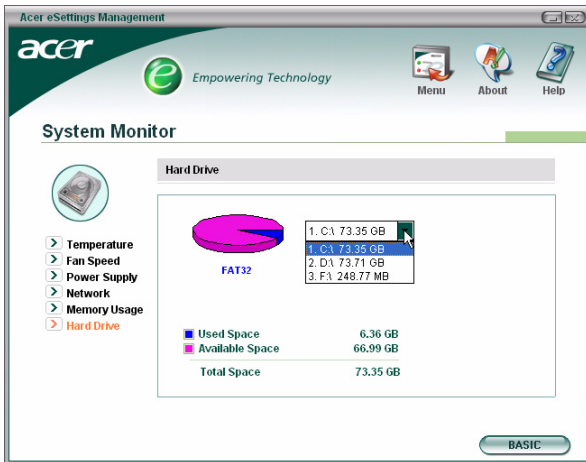 Acer eSettings Management
acer
e
Empowering Technology
Menu
About
Help
System Monitor
Hard Drive
Temperature
Fan Speed
Power Supply
Network
Memory Usage
Hard Drive
FAT32
1. C:\ 73.35 GB
1. C:\ 73.35 GB
2. D:\ 73.71 GB
3. F:\ 248.77 MB
Used Space 6.36 GB
Available Space 66.99 GB
Total Space 73.35 GB
BASIC